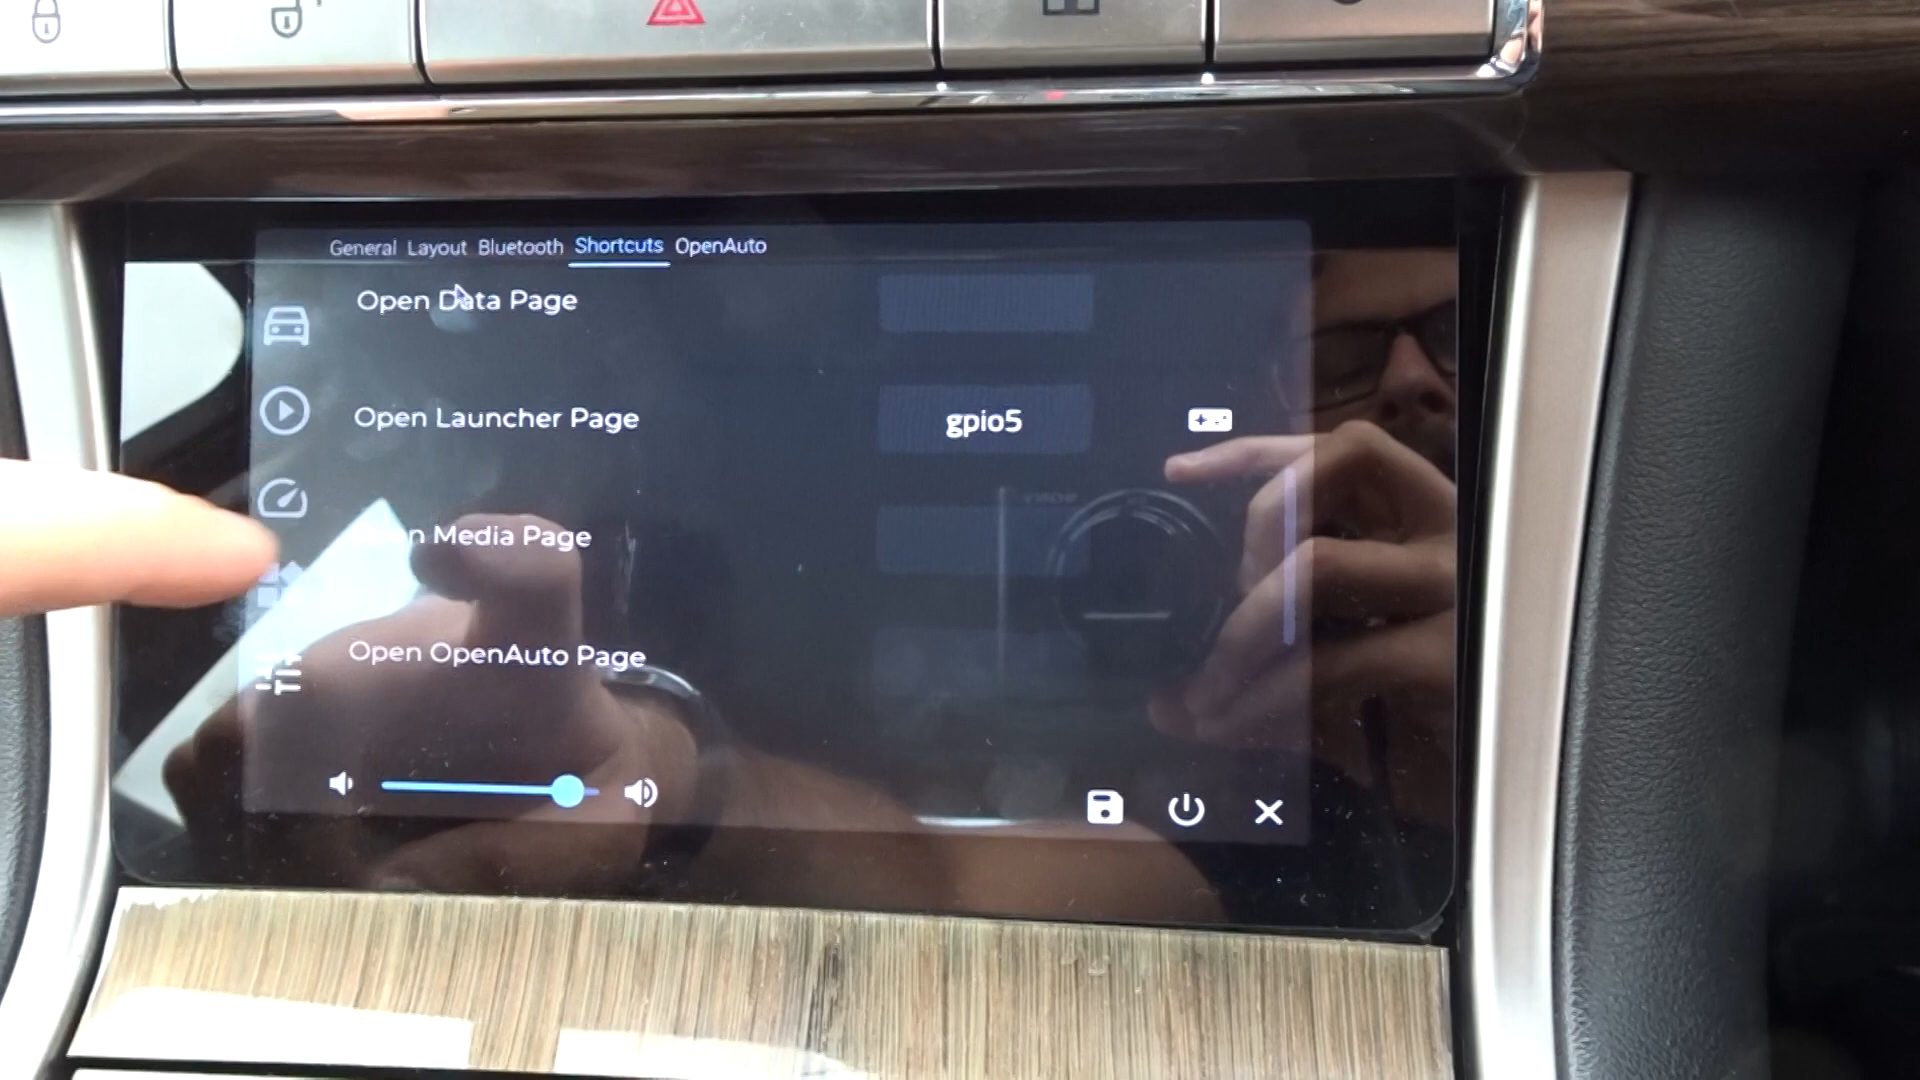 General Layout Bluetooth Shortcuts OpenAuto
Open Data Page
Open Launcher Page gpio5
Media Page
Open OpenAuto Page